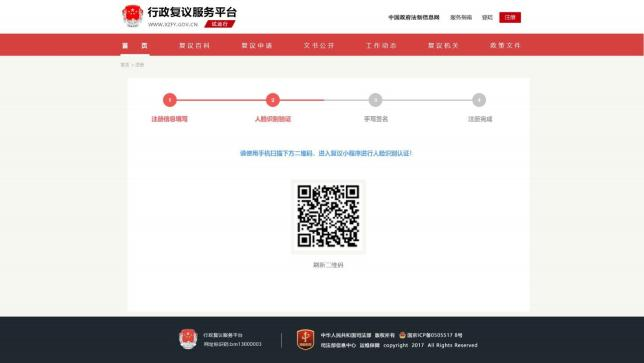 行政复议服务平台
WWW.XZFY.GOV.CN 试运行
中国政府法制信息网 服务指南 登陆 注册
首 页 复议百科 复议申请 文书公开 工作动态 复议机关 政策文件
首页 > 注册
1 2 3 4
注册信息填写 人脸识别验证 手写签名 注册完成
请使用手机扫描下方二维码，进入复议小程序进行人脸识别认证！
刷新二维码
行政复议服务平台
网站标识码:bm13000003
中华人民共和国司法部 版权所有 国京ICP备0505517 8号
司法部信息中心 运维保障 copyright 2017 All Rights Reserved